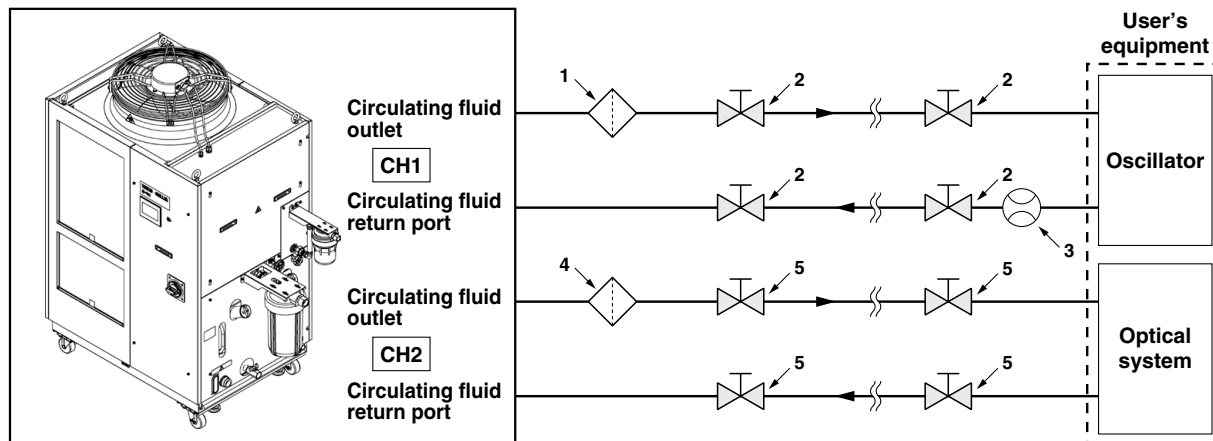 User's
equipment
1
2
2
Circulating fluid
outlet
CH1
Oscillator
Circulating fluid
return port
2
2
3
4
5
5
Circulating fluid
outlet
CH2
Optical
system
Circulating fluid
return port
5
5